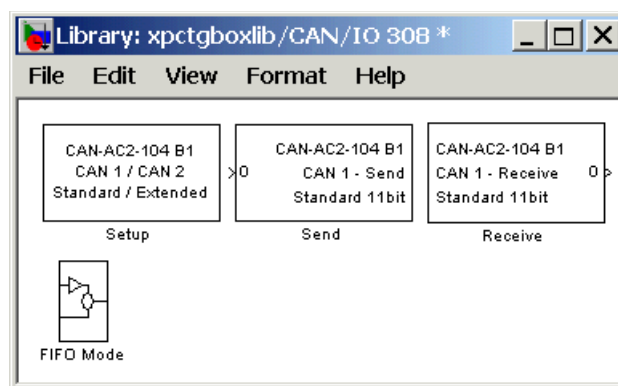 Library: xpctgboxlib/CAN/IO 308 *
File Edit View Format Help
CAN-AC2-104 B1
CAN 1 / CAN 2
Standard / Extended
Setup
0
CAN-AC2-104 B1
CAN 1 - Send
Standard 11bit
Send
CAN-AC2-104 B1
CAN 1 - Receive
Standard 11bit
0
Receive
FIFO Mode